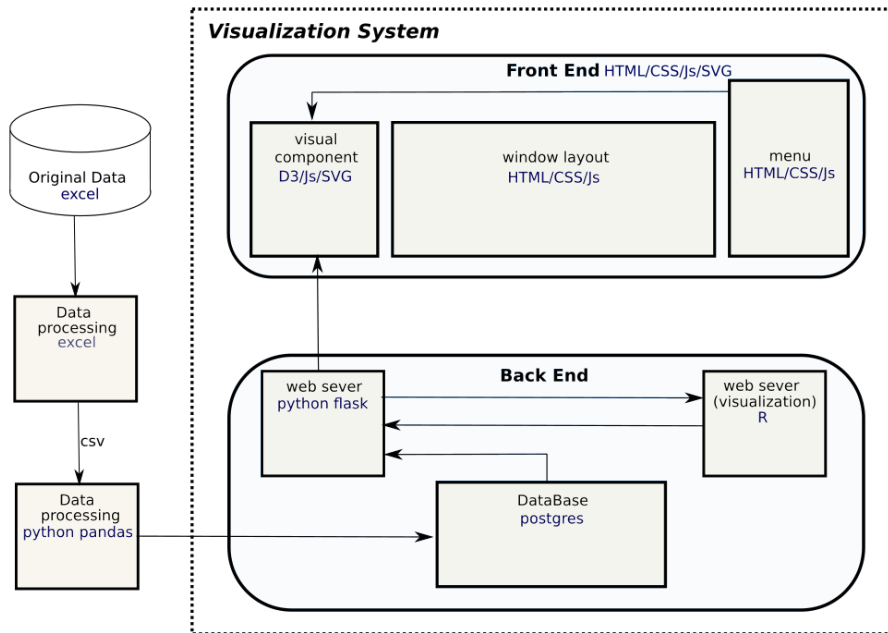 Visualization System
Front End HTML/CSS/Js/SVG
visual
component
D3/Js/SVG
window layout
HTML/CSS/Js
menu
HTML/CSS/Js
Original Data
excel
Data
processing
excel
csv
Data
processing
python pandas
Back End
web sever
python flask
web sever
(visualization)
R
DataBase
postgres